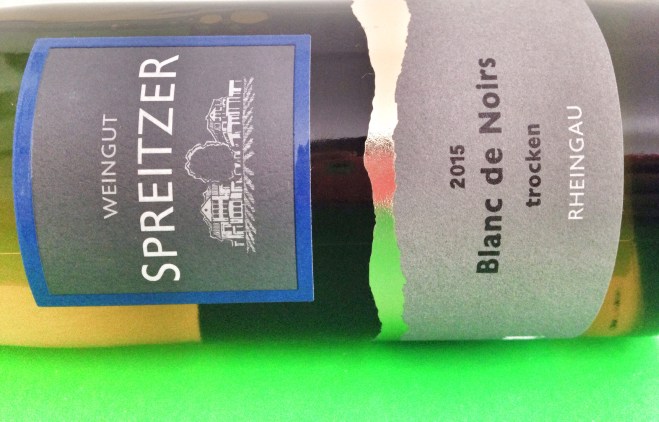 WEINGUT
SPREITZER
2015
Blanc de Noirs
trocken
RHEINGAU